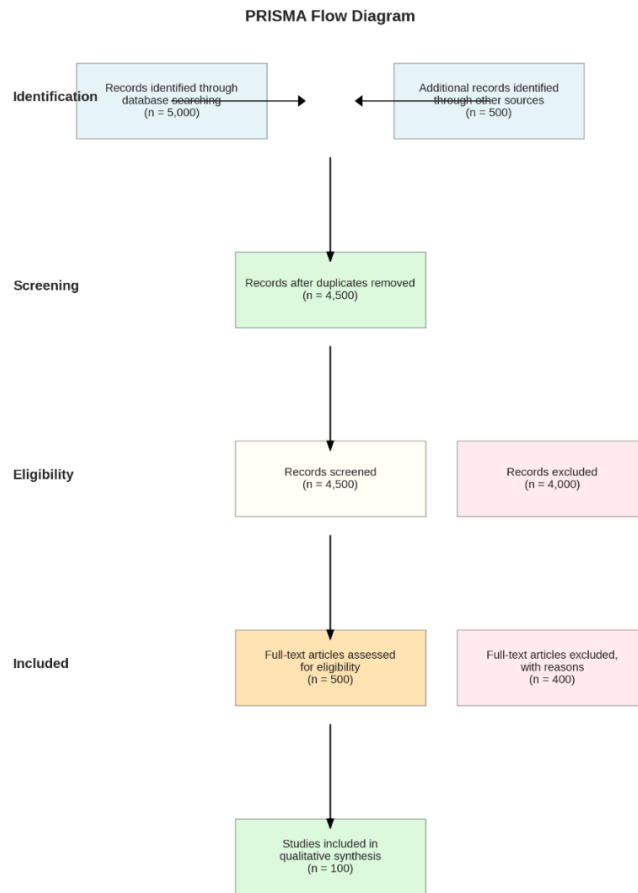 PRISMA Flow Diagram
Identification
Records identified through
database searching
(n = 5,000)
Additional records identified
through other sources
(n = 500)
Screening
Records after duplicates removed
(n = 4,500)
Eligibility
Records screened
(n = 4,500)
Records excluded
(n = 4,000)
Included
Full-text articles assessed
for eligibility
(n = 500)
Full-text articles excluded,
with reasons
(n = 400)
Studies included in
qualitative synthesis
(n = 100)